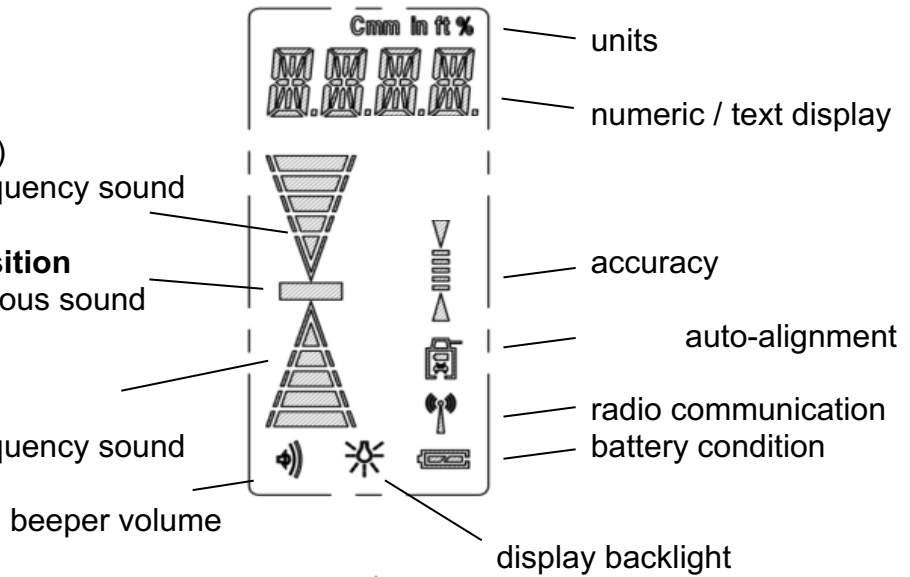 Cmm in ft %
units
numeric / text display
)
quency sound
sition
ous sound
accuracy
auto-alignment
quency sound
radio communication
battery condition
beeper volume
display backlight